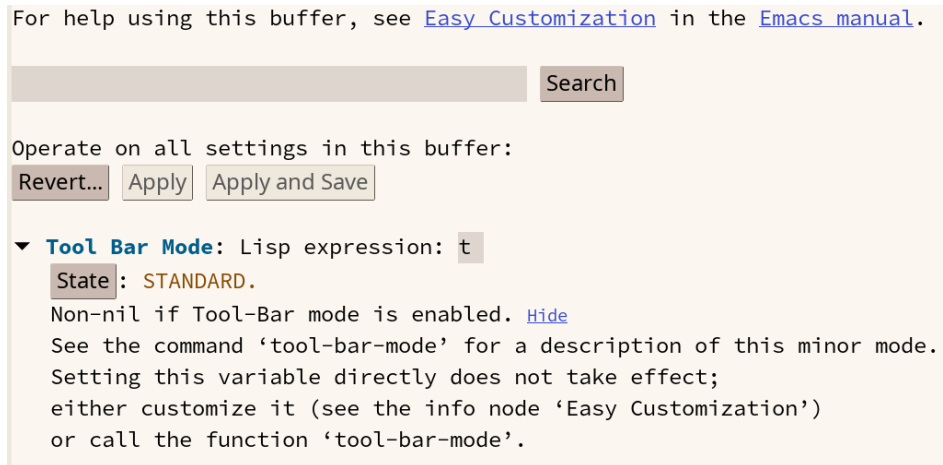 For help using this buffer, see Easy Customization in the Emacs manual.
Search
Operate on all settings in this buffer:
Revert... Apply Apply and Save
Tool Bar Mode: Lisp expression: t
State: STANDARD.
Non-nil if Tool-Bar mode is enabled. Hide
See the command ‘tool-bar-mode’ for a description of this minor mode.
Setting this variable directly does not take effect;
either customize it (see the info node ‘Easy Customization’)
or call the function ‘tool-bar-mode’.